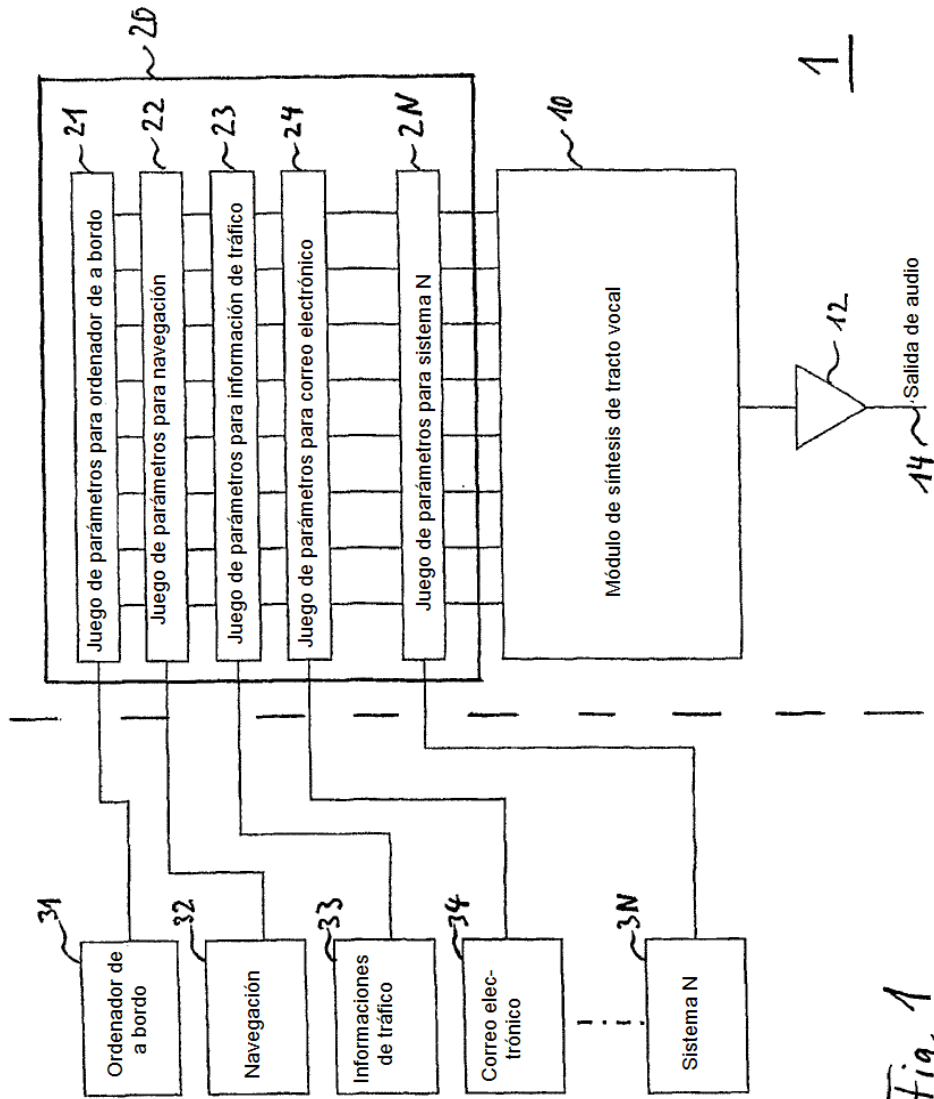 20
21
Juego de parámetros para ordenador de a bordo
22
Juego de parámetros para navegación
23
Juego de parámetros para información de tráfico
24
Juego de parámetros para correo electrónico
2N
Juego de parámetros para sistema N
10
Módulo de síntesis de tracto vocal
12
14
Salida de audio
1
31
Ordenador de
a bordo
32
Navegación
33
Informaciones
de tráfico
34
Correo elec-
trónico
3N
Sistema N
Fig. 1